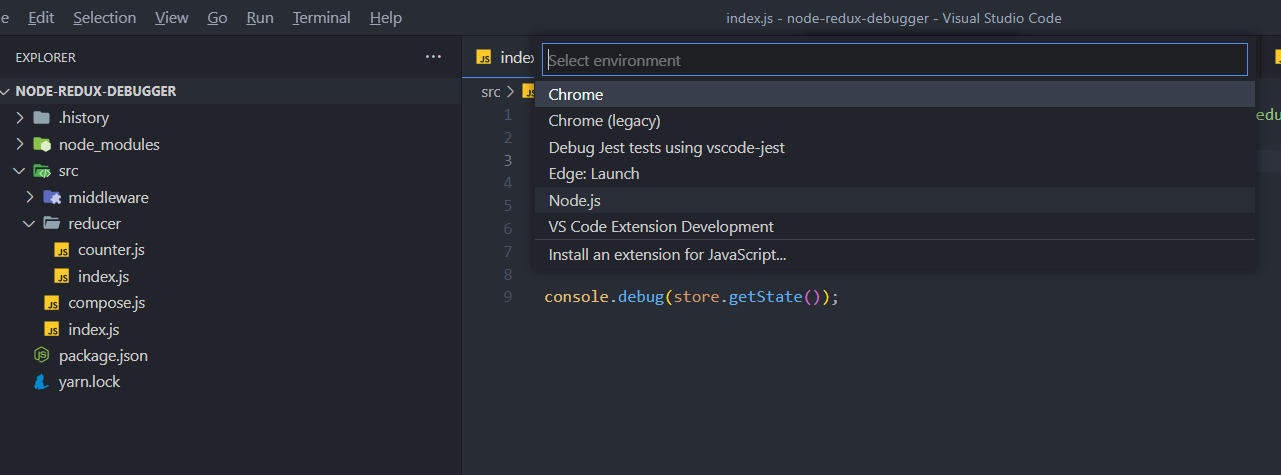 e Edit Selection View Go Run Terminal Help index.js - node-redux-debugger - Visual Studio Code
EXPLORER ···
NODE-REDUX-DEBUGGER
.history
node_modules
src
middleware
reducer
counter.js
index.js
compose.js
index.js
package.json
yarn.lock
JS index
src > JS
Select environment
Chrome
Chrome (legacy)
Debug Jest tests using vscode-jest
Edge: Launch
Node.js
VS Code Extension Development
Install an extension for JavaScript...
1 edu
2
3
4
5
6
7
8
9 console.debug(store.getState());